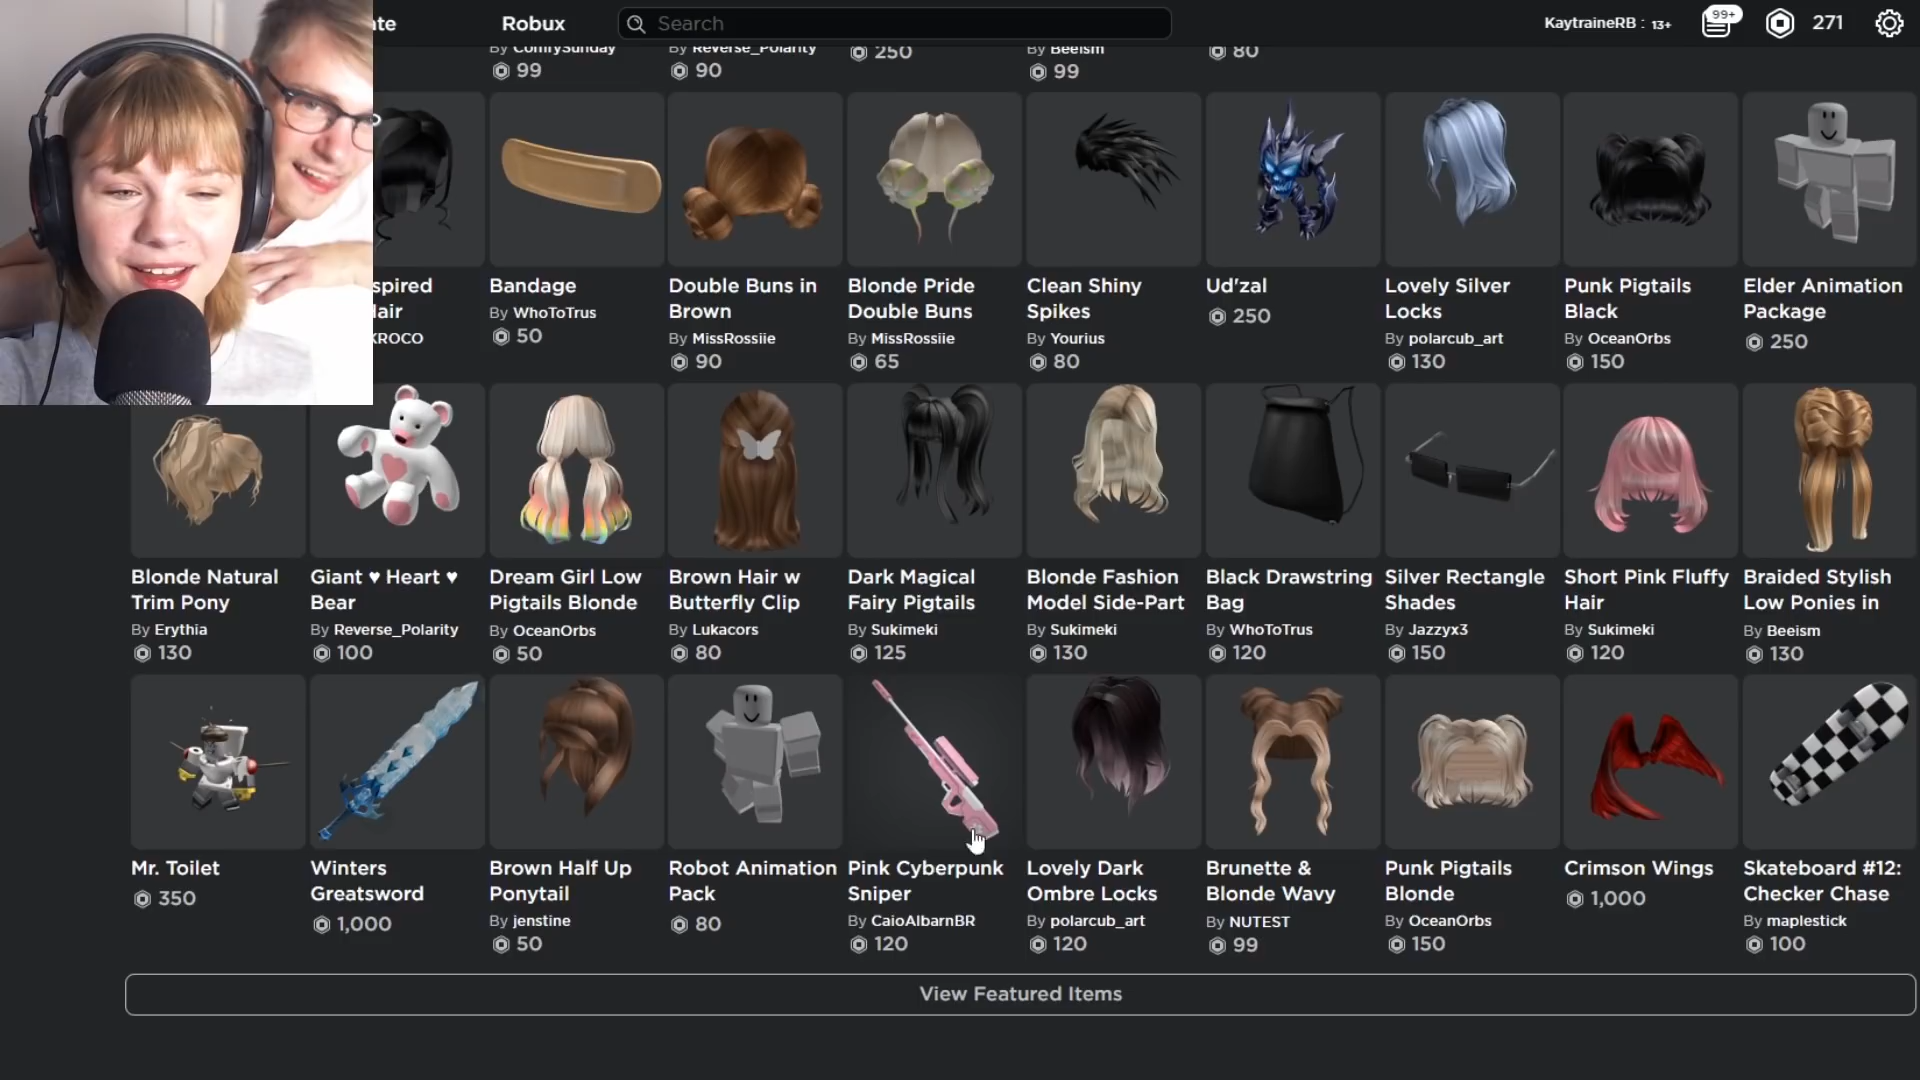 ate Robux Search KaytraineRB : 13+ 99+ 271
By ComfySunday By Reverse_Polarity 250 By Beeism 80
99 90 99
spired Bandage Double Buns in Blonde Pride Clean Shiny Ud'zal Lovely Silver Punk Pigtails Elder Animation
Hair By WhoToTrus Brown Double Buns Spikes 250 Locks Black Package
KROCO 50 By MissRossiie By MissRossiie By Yourius By polarcub_art By OceanOrbs 250
90 65 80 130 150
Blonde Natural Giant ♥ Heart ♥ Dream Girl Low Brown Hair w Dark Magical Blonde Fashion Black Drawstring Silver Rectangle Short Pink Fluffy Braided Stylish
Trim Pony Bear Pigtails Blonde Butterfly Clip Fairy Pigtails Model Side-Part Bag Shades Hair Low Ponies in
By Erythia By Reverse_Polarity By OceanOrbs By Lukacors By Sukimeki By Sukimeki By WhoToTrus By Jazzyx3 By Sukimeki By Beeism
130 100 50 80 125 130 120 150 120 130
Mr. Toilet Winters Brown Half Up Robot Animation Pink Cyberpunk Lovely Dark Brunette & Punk Pigtails Crimson Wings Skateboard #12:
350 Greatsword Ponytail Pack Sniper Ombre Locks Blonde Wavy Blonde 1,000 Checker Chase
1,000 By jenstine 80 By CaioAlbarnBR By polarcub_art By NUTEST By OceanOrbs By maplestick
50 120 120 99 150 100
View Featured Items